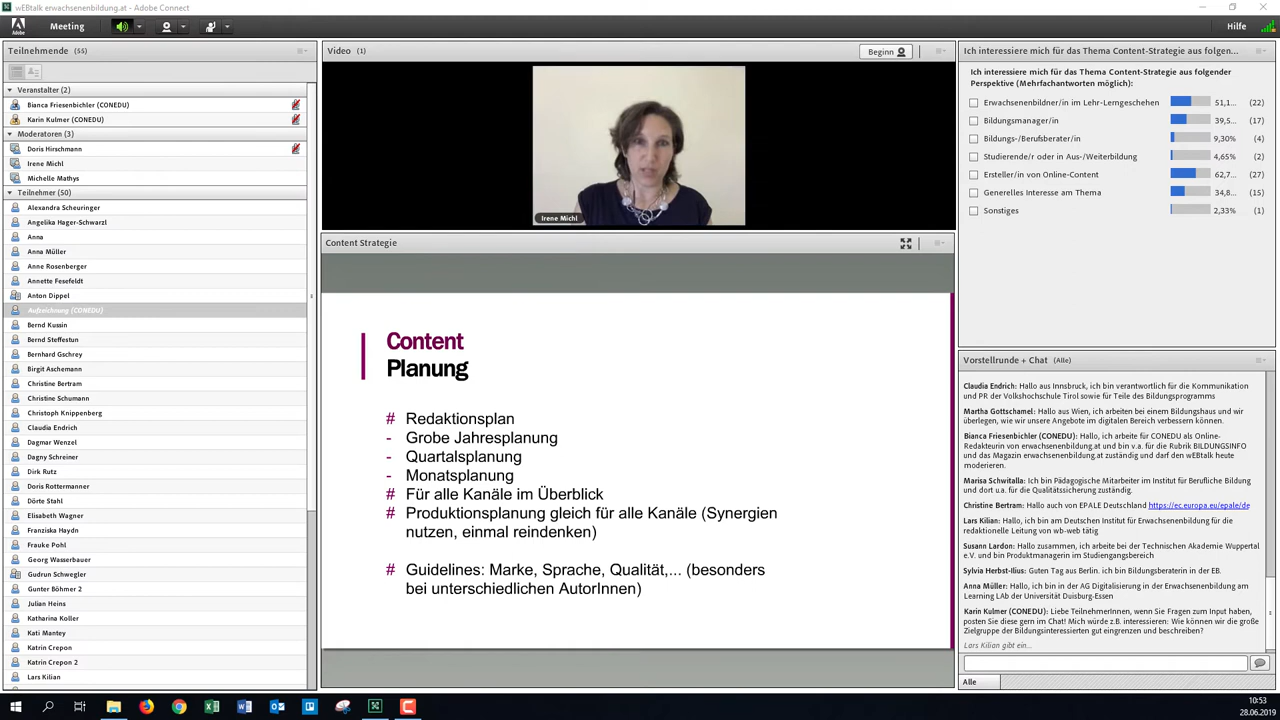 wEBtalk erwachsenenbildung.at - Adobe Connect
Adobe
Meeting
Hilfe
Teilnehmende (55)
Veranstalter (2)
Bianca Friesenbichler (CONEDU)
Karin Kulmer (CONEDU)
Moderatoren (3)
Doris Hirschmann
Irene Michl
Michelle Mathys
Teilnehmer (50)
Alexandra Scheuringer
Angelika Hager-Schwarzl
Anna
Anna Müller
Anne Rosenberger
Annette Fesefeldt
Anton Dippel
Aufzeichnung (CONEDU)
Bernd Kussin
Bernd Steffestun
Bernhard Gschrey
Birgit Aschemann
Christine Bertram
Christine Schumann
Christoph Knippenberg
Claudia Endrich
Dagmar Wenzel
Dagny Schreiner
Dirk Rutz
Doris Rottermanner
Dörte Stahl
Elisabeth Wagner
Franziska Haydn
Frauke Pohl
Georg Wasserbauer
Gudrun Schwegler
Gunter Böhmer 2
Julian Heins
Katharina Koller
Kati Mantey
Katrin Crepon
Katrin Crepon 2
Lars Kilian
Video (1)
Beginn
Irene Michl
Content Strategie
Content
Planung
# Redaktionsplan
- Grobe Jahresplanung
- Quartalsplanung
- Monatsplanung
# Für alle Kanäle im Überblick
# Produktionsplanung gleich für alle Kanäle (Synergien
nutzen, einmal reindenken)
# Guidelines: Marke, Sprache, Qualität,... (besonders
bei unterschiedlichen AutorInnen)
Ich interessiere mich für das Thema Content-Strategie aus folgen...
Ich interessiere mich für das Thema Content-Strategie aus folgender
Perspektive (Mehrfachantworten möglich):
Erwachsenenbildner/in im Lehr-Lerngeschehen 51,1... (22)
Bildungsmanager/in 39,5... (17)
Bildungs-/Berufsberater/in 9,30% (4)
Studierende/r oder in Aus-/Weiterbildung 4,65% (2)
Ersteller/in von Online-Content 62,7... (27)
Generelles Interesse am Thema 34,8... (15)
Sonstiges 2,33% (1)
Vorstellrunde + Chat (Alle)
Claudia Endrich: Hallo aus Innsbruck, ich bin verantwortlich für die Kommunikation
und PR der Volkshochschule Tirol sowie für Teile des Bildungsprogramms
Martha Gottschamel: Hallo aus Wien, ich arbeiten bei einem Bildungshaus und wir
überlegen, wie wir unsere Angebote im digitalen Bereich verbessern können.
Bianca Friesenbichler (CONEDU): Hallo, ich arbeite für CONEDU als Online-
Redakteurin von erwachsenenbildung.at und bin v.a. für die Rubrik BILDUNGSINFO
und das Magazin erwachsenenbildung.at zuständig und darf den wEBtalk heute
moderieren.
Marisa Schwitalla: Ich bin Pädagogische Mitarbeiter im Institut für Berufliche Bildung
und dort u.a. für die Qualitätssicherung zuständig.
Christine Bertram: Hallo auch von EPALE Deutschland https://ec.europa.eu/epale/de
Lars Kilian: Hallo, ich bin am Deutschen Institut für Erwachsenenbildung für die
redaktionelle Leitung von wb-web tätig
Susann Lardon: Hallo zusammen, ich arbeite bei der Technischen Akademie Wuppertal
e.V. und bin Produktmanagerin im Studiengangsbereich
Sylvia Herbst-Ilius: Guten Tag aus Berlin. ich bin Bildungsberaterin in der EB.
Anna Müller: Hallo, ich bin in der AG Digitalisierung in der Erwachsenenbildung am
Learning LAb der Universität Duisburg-Essen
Karin Kulmer (CONEDU): Liebe TeilnehmerInnen, wenn Sie Fragen zum Input haben,
posten Sie diese gern im Chat! Mich würde z.B. interessieren: Wie können wir die große
Zielgruppe der Bildungsinteressierten gut eingrenzen und beschreiben?
Lars Kilian gibt ein...
Alle
10:53
28.06.2019